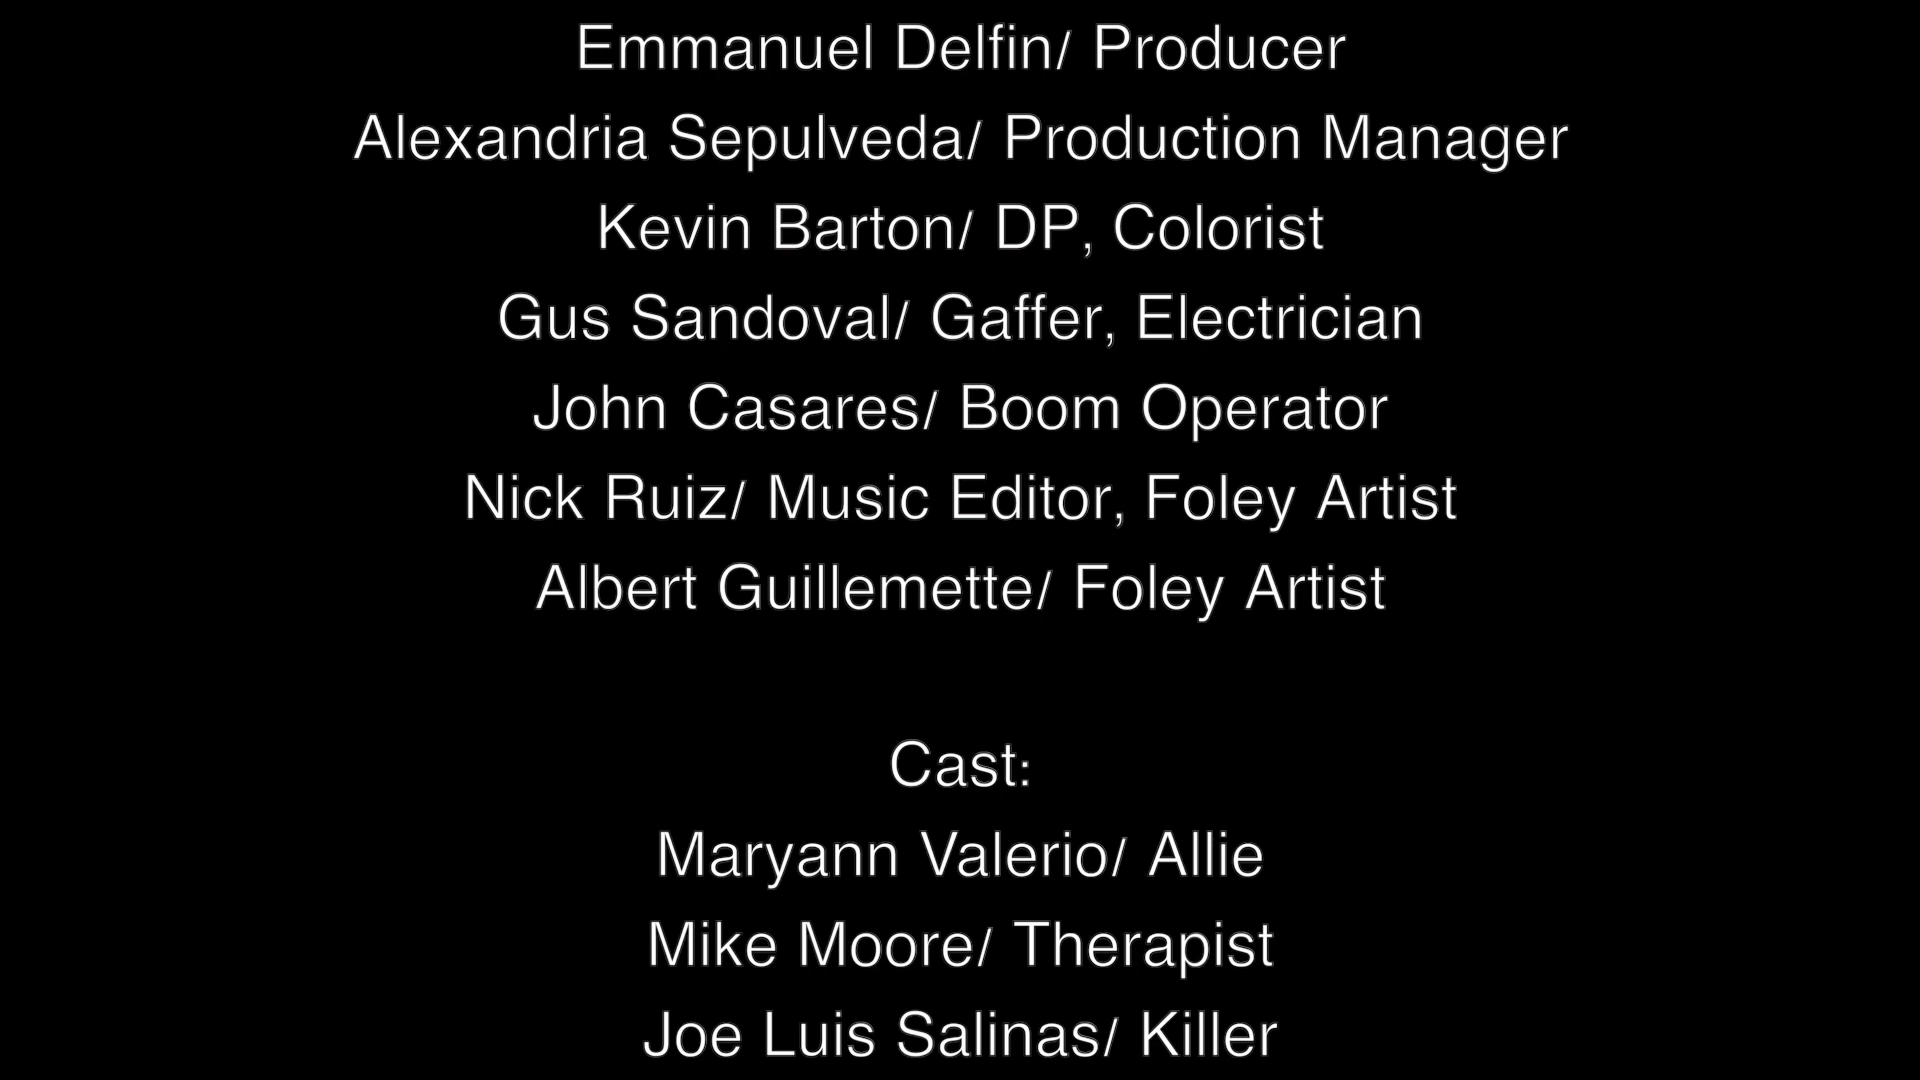 Emmanuel Delfin/ Producer
Alexandria Sepulveda/ Production Manager
Kevin Barton/ DP, Colorist
Gus Sandoval/ Gaffer, Electrician
John Casares/ Boom Operator
Nick Ruiz/ Music Editor, Foley Artist
Albert Guillemette/ Foley Artist
Cast:
Maryann Valerio/ Allie
Mike Moore/ Therapist
Joe Luis Salinas/ Killer